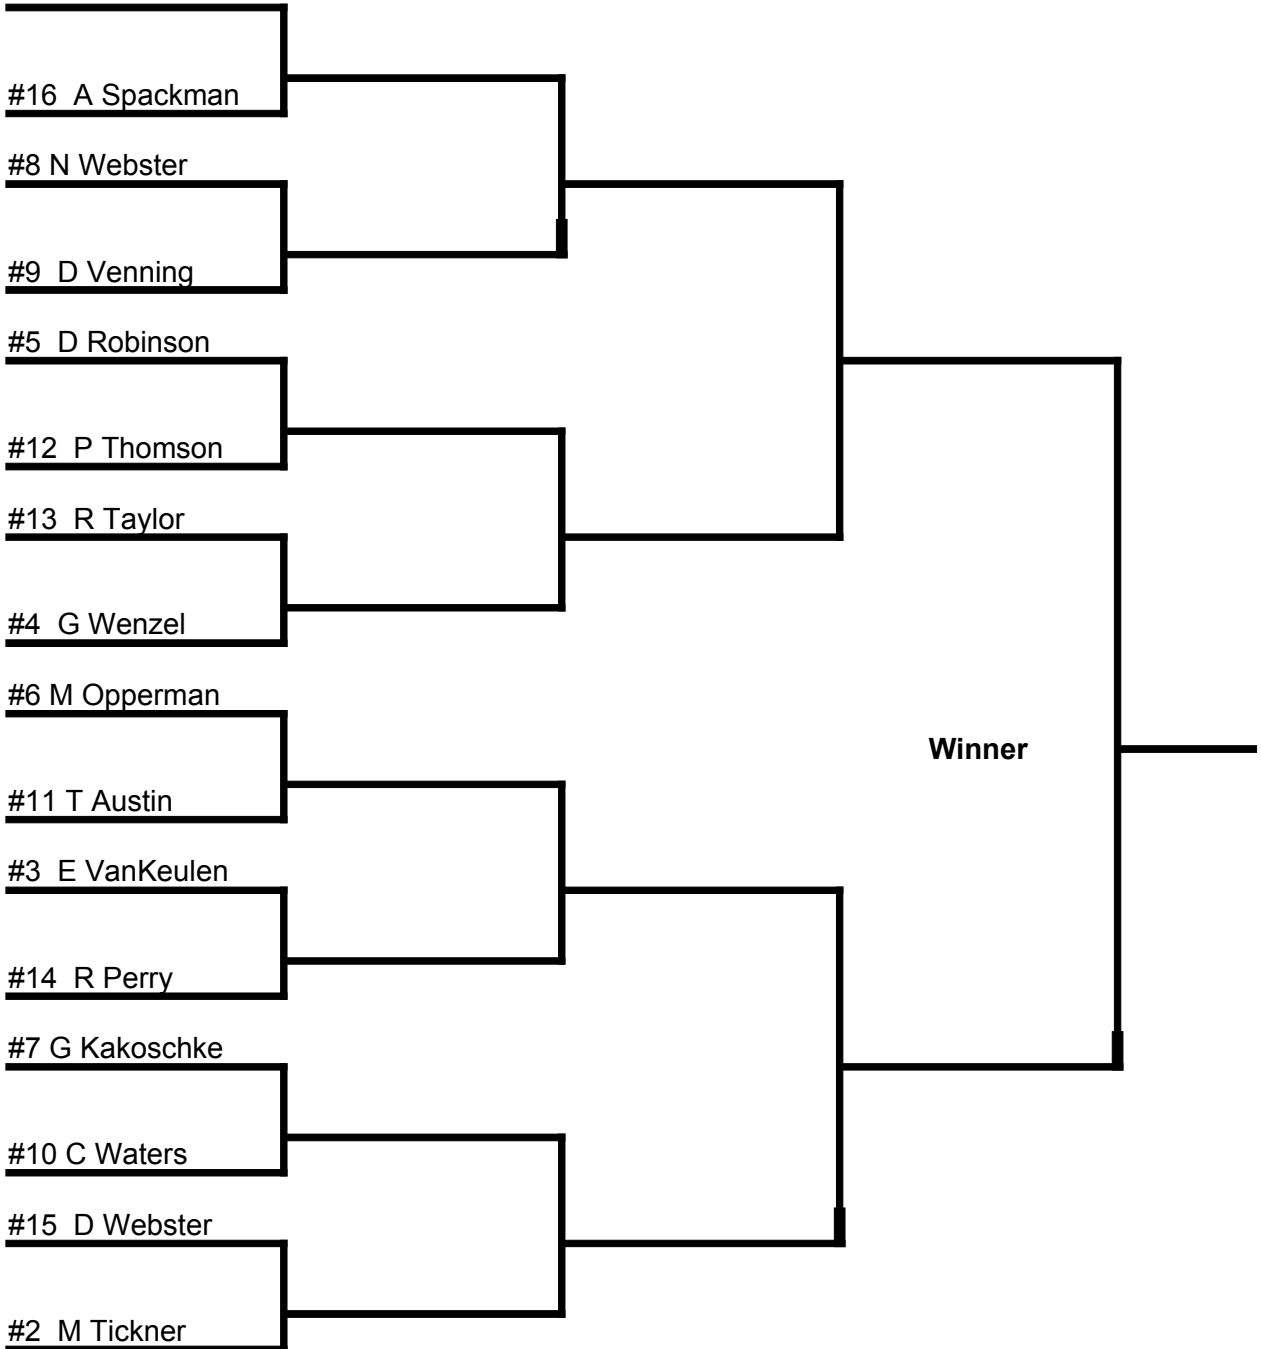 #16  A Spackman
#8 N Webster
#9  D Venning
#5  D Robinson
#12  P Thomson
#13  R Taylor
#4  G Wenzel
#6 M Opperman
Winner
#11 T Austin
#3  E VanKeulen
#14  R Perry
#7 G Kakoschke
#10 C Waters
#15  D Webster
#2  M Tickner